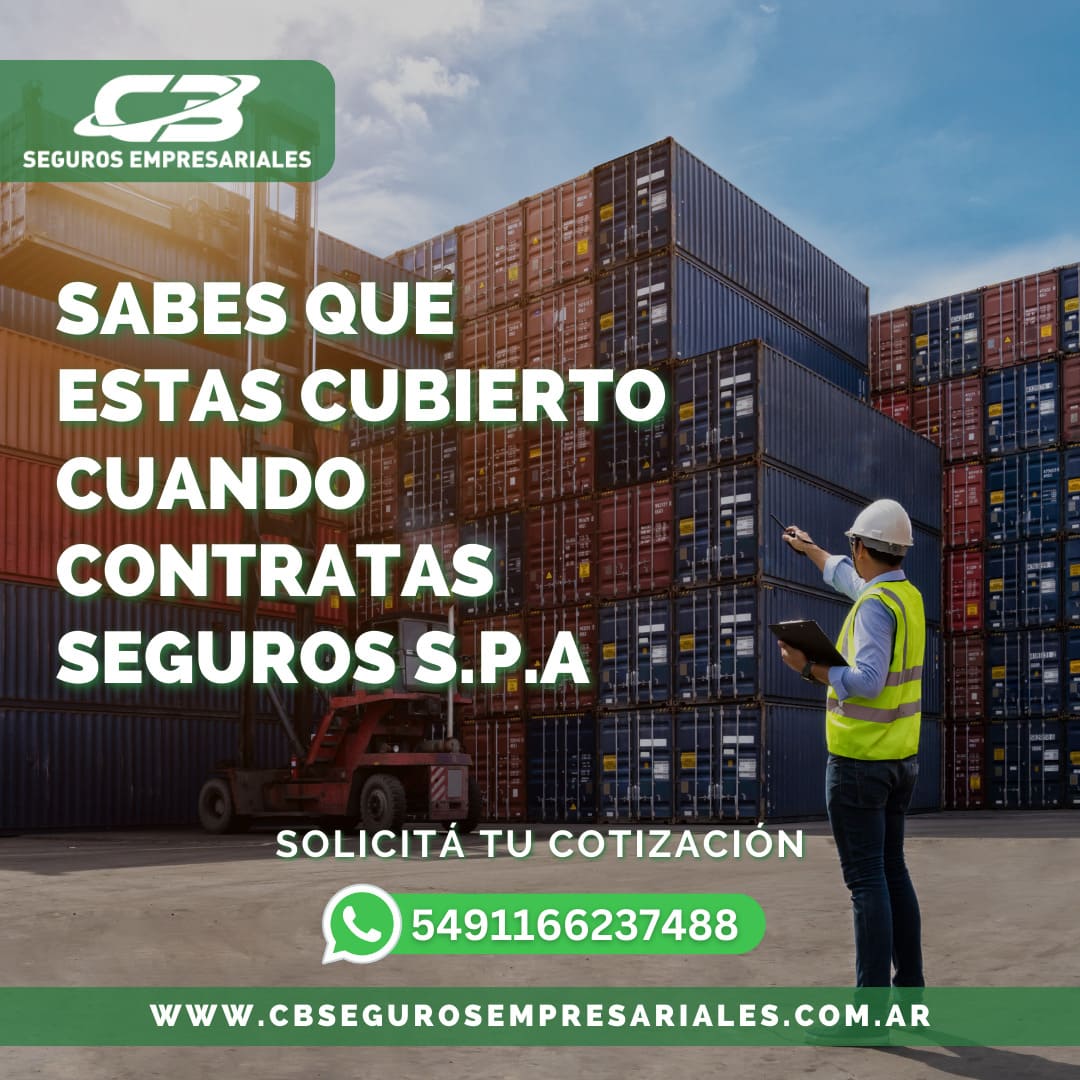 CB
SEGUROS EMPRESARIALES
SABES QUE
ESTAS CUBIERTO
CUANDO
CONTRATAS
SEGUROS S.P.A
SOLICITÁ TU COTIZACIÓN
5491166237488
WWW.CBSEGUROSEMPRESARIALES.COM.AR